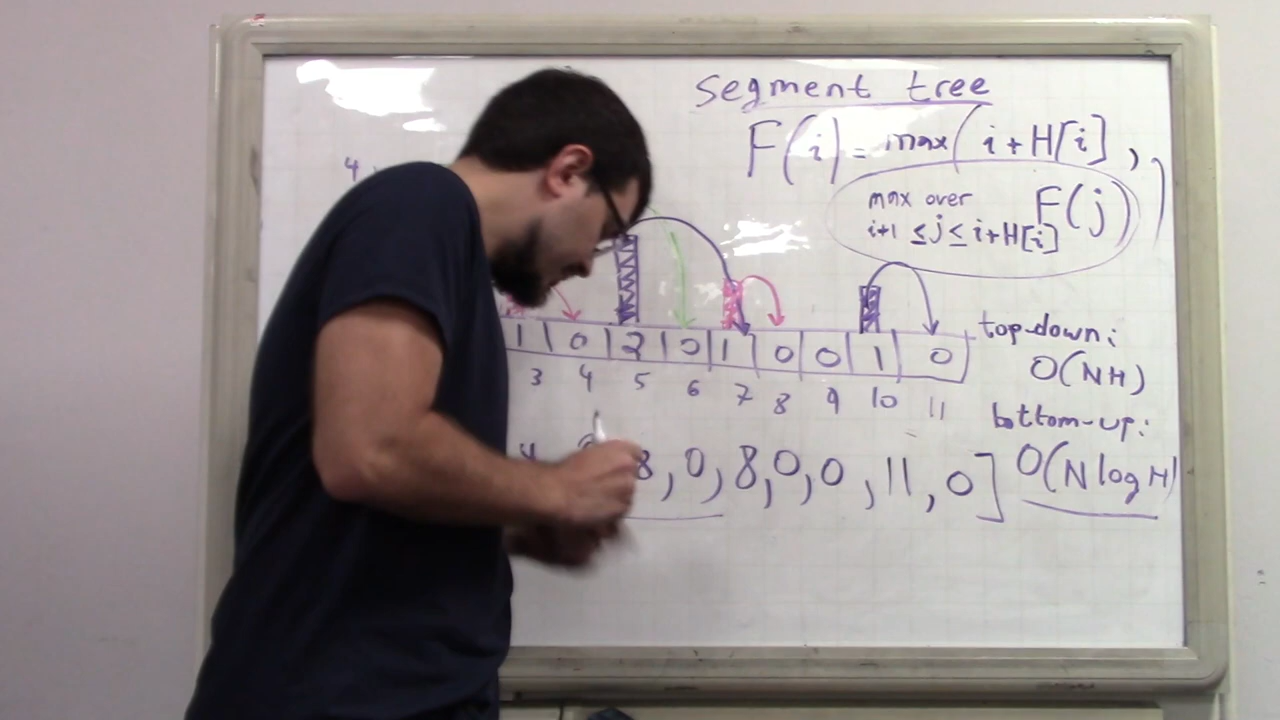 segment tree
F(i) = max( i+H[i] ,
max over F(j) )
i+1 ≤ j ≤ i+H[i]
4
top-down:
O(NH)
1 0 2 0 1 0 0 1 0
3 4 5 6 7 8 9 10 11
bottom-up:
O(N log H)
8, 0, 8, 0, 0, 11, 0]